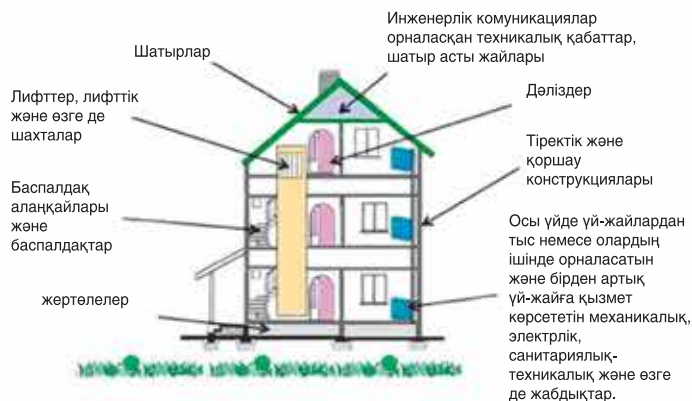 Шатырлар
Инженерлік комуникациялар
орналасқан техникалық қабаттар,
шатыр асты жайлары
Лифттер, лифттік
және өзге де
шахталар
Дәліздер
Тіректік және
қоршау
конструкциялары
Баспалдақ
алаңқайлары
және
баспалдақтар
жертөлелер
Осы үйде үй-жайлардан
тыс немесе олардың
ішінде орналасатын
және бірден артық
үй-жайға қызмет
көрсететін механикалық,
электрлік,
санитариялық-
техникалық және өзге
де жабдықтар.